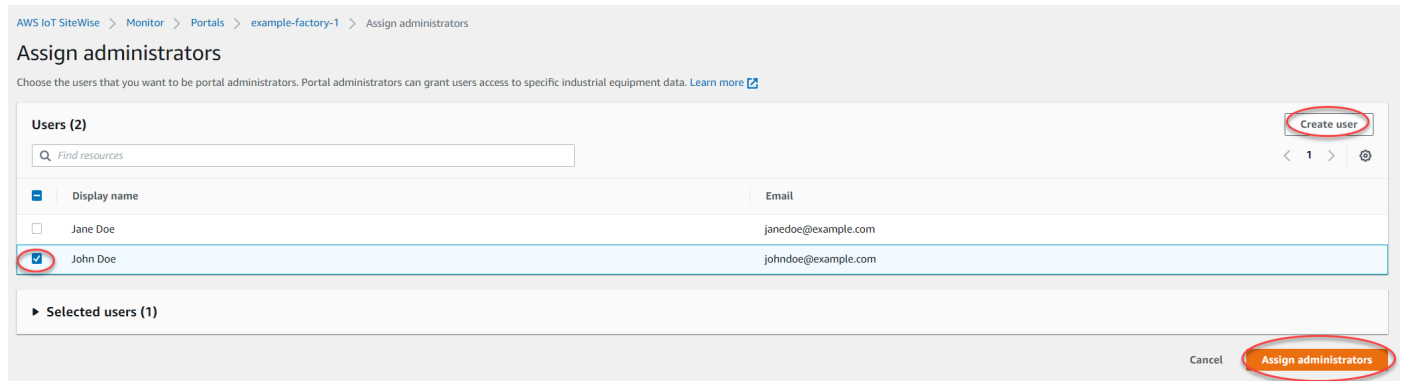 AWS IoT SiteWise > Monitor > Portals > example-factory-1 > Assign administrators
Assign administrators
Choose the users that you want to be portal administrators. Portal administrators can grant users access to specific industrial equipment data. Learn more
Users (2)
Create user
Find resources
< 1 >
Display name Email
Jane Doe janedoe@example.com
John Doe johndoe@example.com
Selected users (1)
Cancel Assign administrators